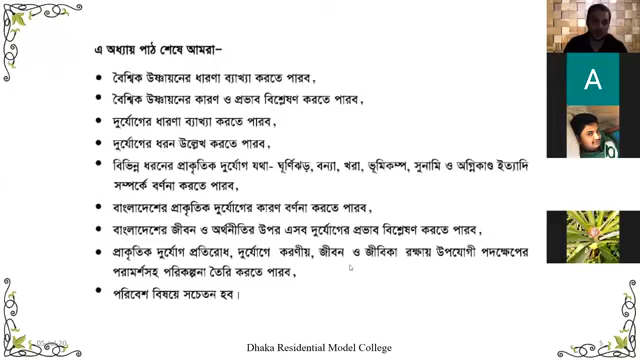 এ অধ্যায় পাঠ শেষে আমরা–
• বৈশ্বিক উষ্ণায়নের ধারণা ব্যাখ্যা করতে পারব,
• বৈশ্বিক উষ্ণায়নের কারণ ও প্রভাব বিশ্লেষণ করতে পারব,
• দুর্যোগের ধারণা ব্যাখ্যা করতে পারব,
• দুর্যোগের ধরন উল্লেখ করতে পারব,
• বিভিন্ন ধরনের প্রাকৃতিক দুর্যোগ যথা- ঘূর্ণিঝড়, বন্যা, খরা, ভূমিকম্প, সুনামি ও অগ্নিকাণ্ড ইত্যাদি
সম্পর্কে বর্ণনা করতে পারব,
• বাংলাদেশের প্রাকৃতিক দুর্যোগের কারণ বর্ণনা করতে পারব,
• বাংলাদেশের জীবন ও অর্থনীতির উপর এসব দুর্যোগের প্রভাব বিশ্লেষণ করতে পারব,
• প্রাকৃতিক দুর্যোগ প্রতিরোধ, দুর্যোগে করণীয়, জীবন ও জীবিকা রক্ষায় উপযোগী পদক্ষেপের
পরামর্শসহ পরিকল্পনা তৈরি করতে পারব,
• পরিবেশ বিষয়ে সচেতন হব।
Dhaka Residential Model College
5
A